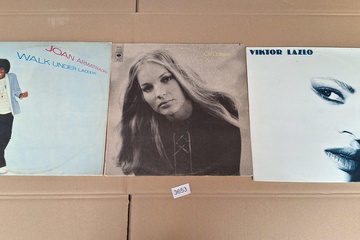 JOAN ARMATRADING
WALK UNDER LADDERS
VIKTOR LAZLO
3653